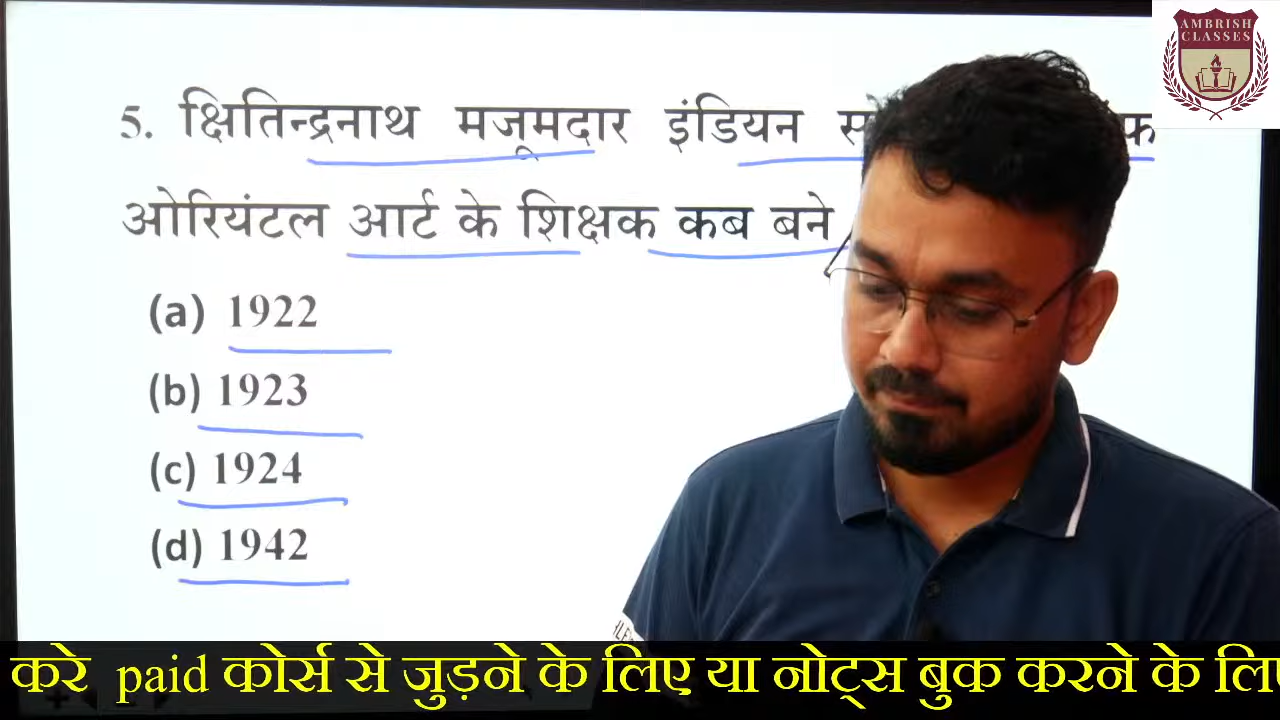 AMBRISH
CLASSES
5. क्षितिन्द्रनाथ मजूमदार इंडियन
ओरियंटल आर्ट के शिक्षक कब बने
(a) 1922
(b) 1923
(c) 1924
(d) 1942
करे paid कोर्स से जुड़ने के लिए या नोट्स बुक करने के